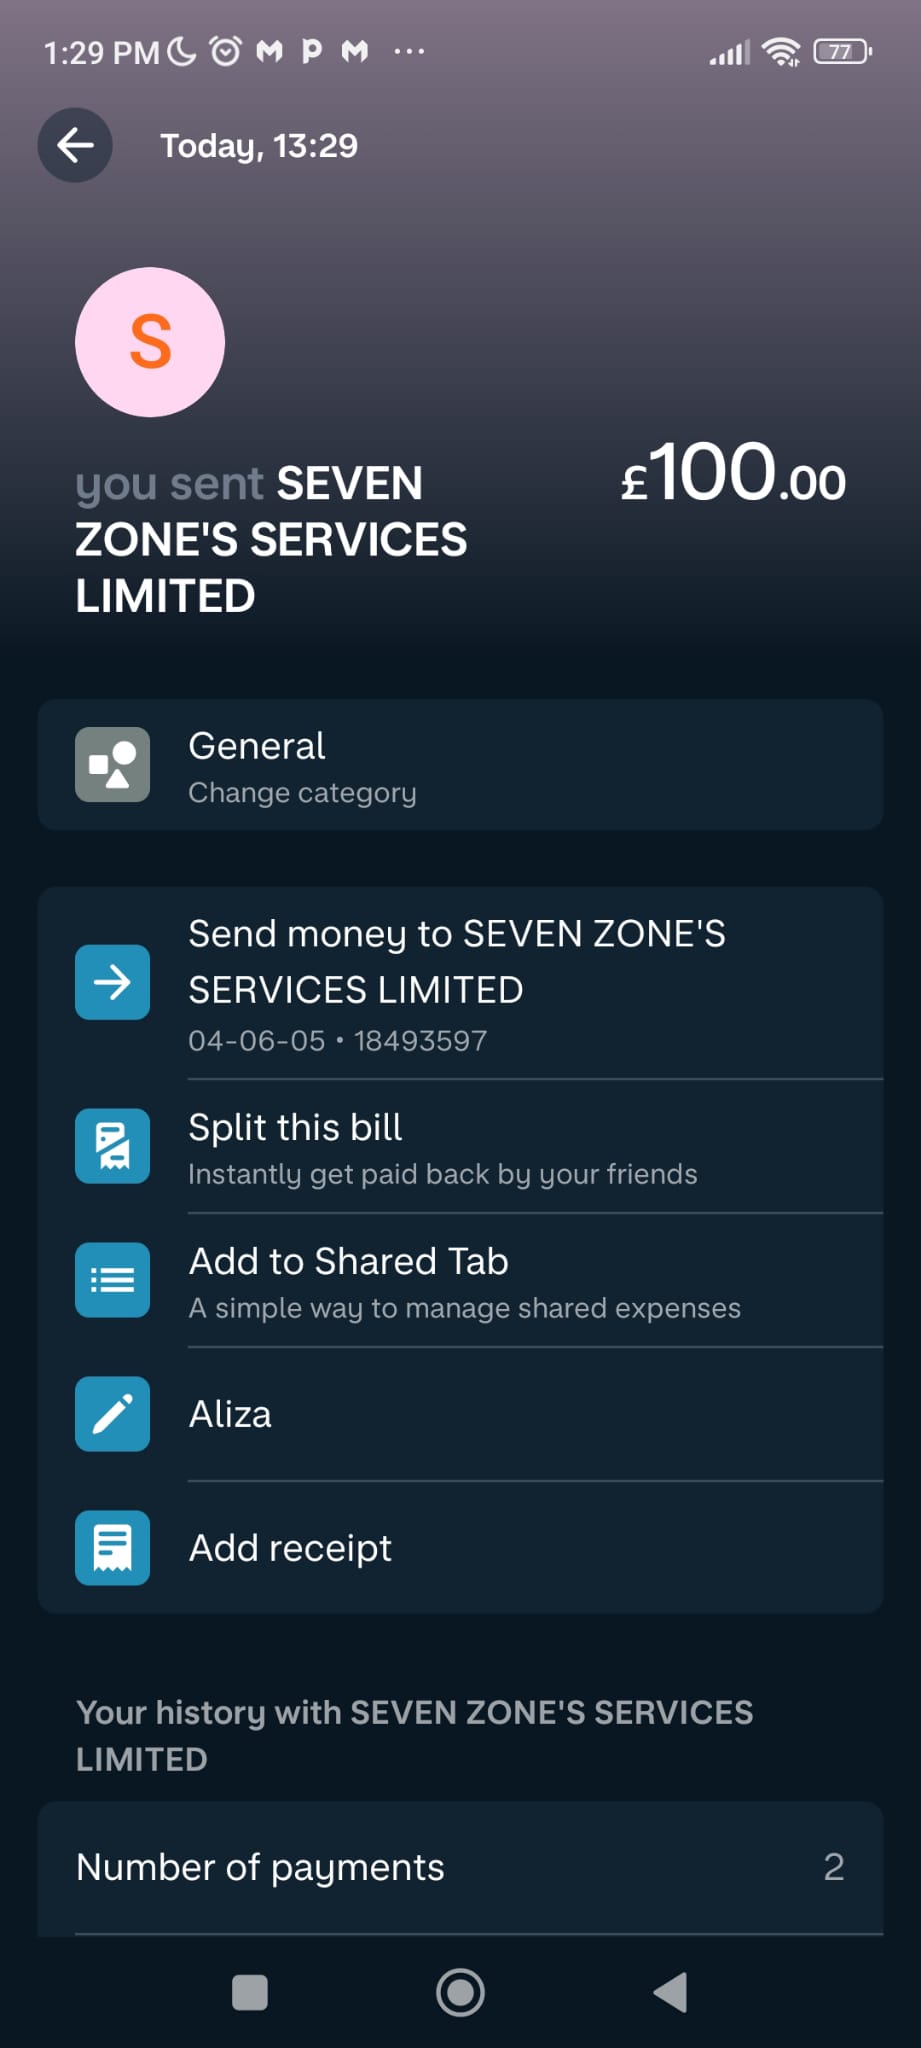 1:29 PM
77
Today, 13:29
S
you sent SEVEN
ZONE'S SERVICES
LIMITED
£100.00
General
Change category
Send money to SEVEN ZONE'S
SERVICES LIMITED
04-06-05 • 18493597
Split this bill
Instantly get paid back by your friends
Add to Shared Tab
A simple way to manage shared expenses
Aliza
Add receipt
Your history with SEVEN ZONE'S SERVICES
LIMITED
Number of payments 2